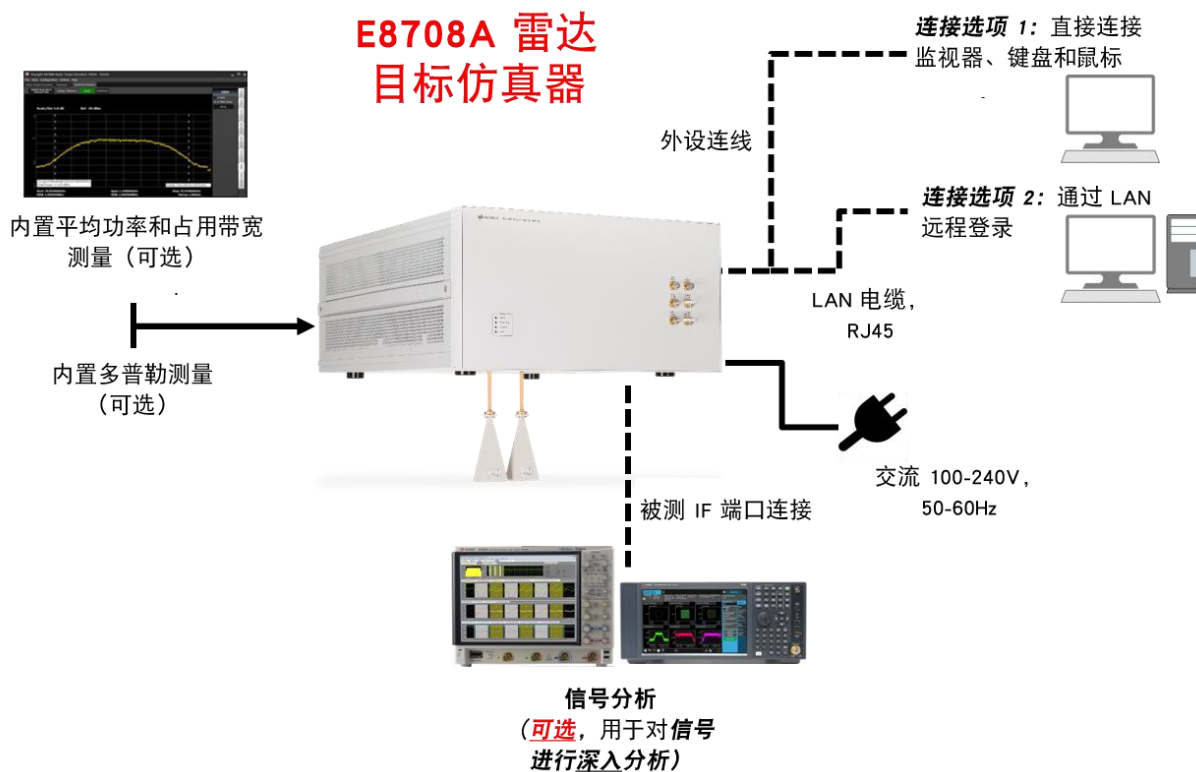 E8708A 雷达
目标仿真器
连接选项 1：直接连接
监视器、键盘和鼠标
外设连线
连接选项 2：通过 LAN
远程登录
内置平均功率和占用带宽
测量（可选）
LAN 电缆，
RJ45
内置多普勒测量
（可选）
交流 100-240V，
50-60Hz
被测 IF 端口连接
信号分析
（可选，用于对信号
进行深入分析）